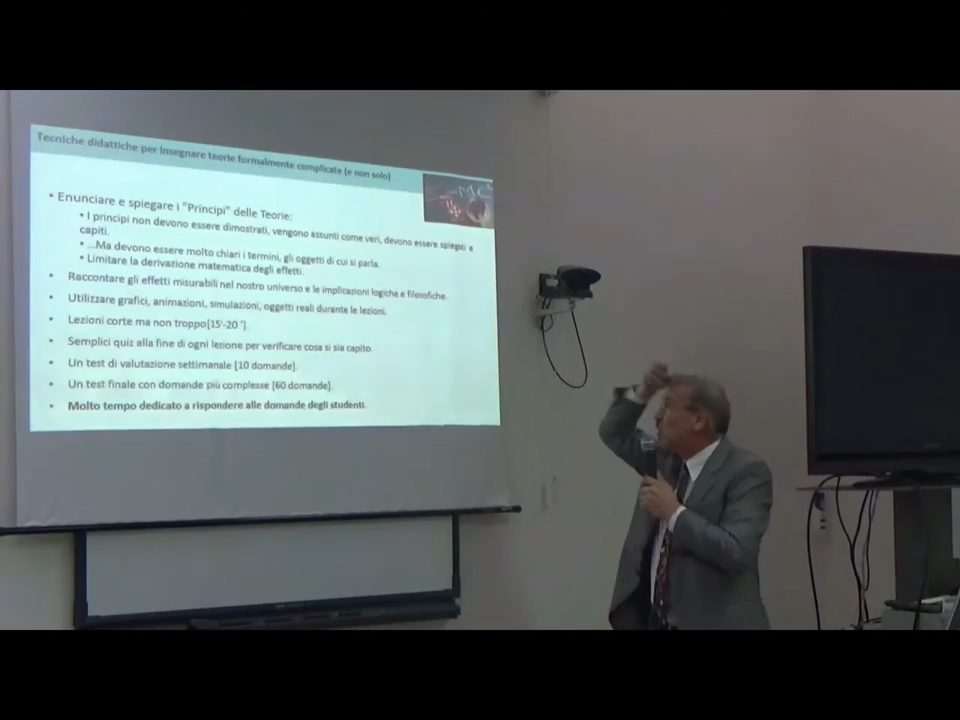 Tecniche didattiche per insegnare teorie formalmente complicate (e non solo)
MC²
• Enunciare e spiegare i "Principi" delle Teorie:
• I principi non devono essere dimostrati, vengono assunti come veri, devono essere spiegati e
capiti.
• ...Ma devono essere molto chiari i termini, gli oggetti di cui si parla.
• Limitare la derivazione matematica degli effetti.
• Raccontare gli effetti misurabili nel nostro universo e le implicazioni logiche e filosofiche.
• Utilizzare grafici, animazioni, simulazioni, oggetti reali durante le lezioni.
• Lezioni corte ma non troppo[15'-20 '].
• Semplici quiz alla fine di ogni lezione per verificare cosa si sia capito.
• Un test di valutazione settimanale [10 domande].
• Un test finale con domande più complesse [60 domande].
• Molto tempo dedicato a rispondere alle domande degli studenti.